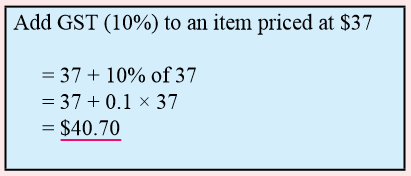 Add GST (10%) to an item priced at $37
= 37 + 10% of 37
= 37 + 0.1 × 37
= $40.70